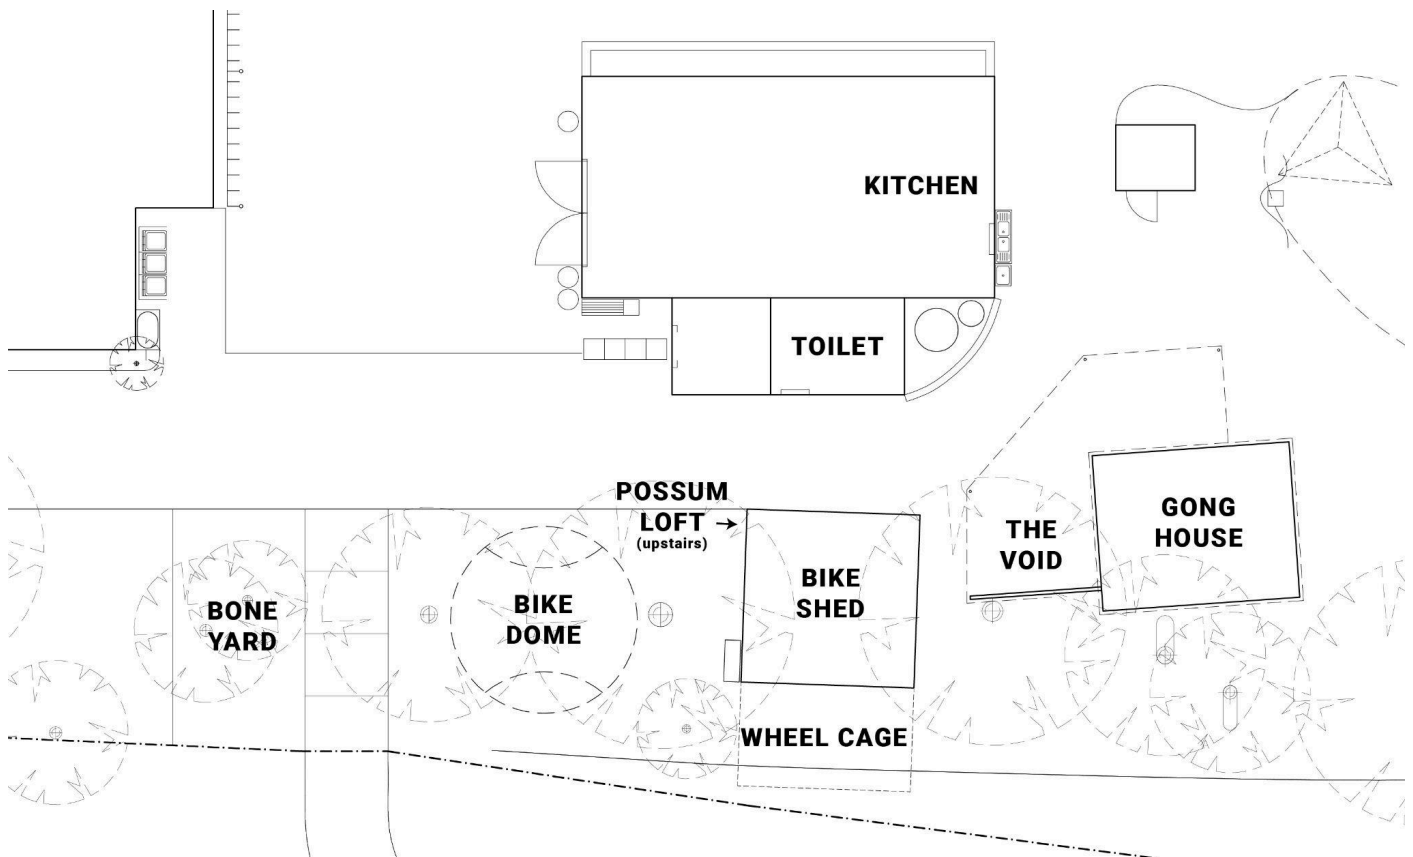 KITCHEN
TOILET
POSSUM
LOFT →
(upstairs)
THE
VOID
GONG
HOUSE
BONE
YARD
BIKE
DOME
BIKE
SHED
WHEEL CAGE